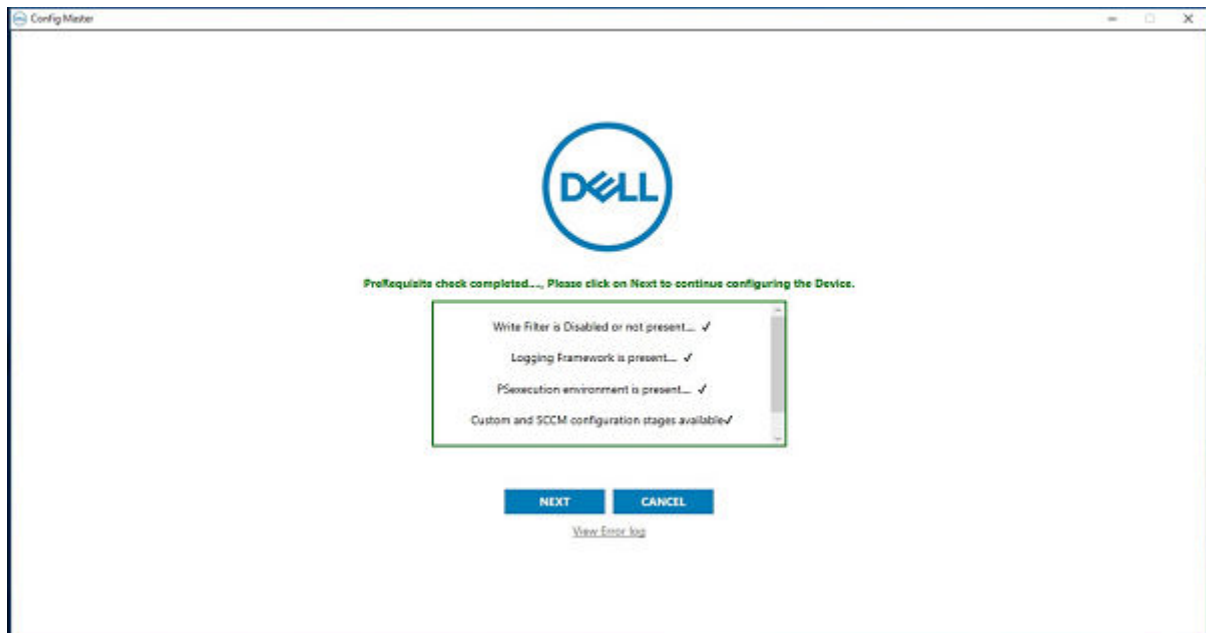 Config Master
DELL
PreRequisite check completed...., Please click on Next to continue configuring the Device.
Write Filter is Disabled or not present.... ✓
Logging Framework is present.... ✓
PSexecution environment is present.... ✓
Custom and SCCM configuration stages available✓
NEXT
CANCEL
View Error log